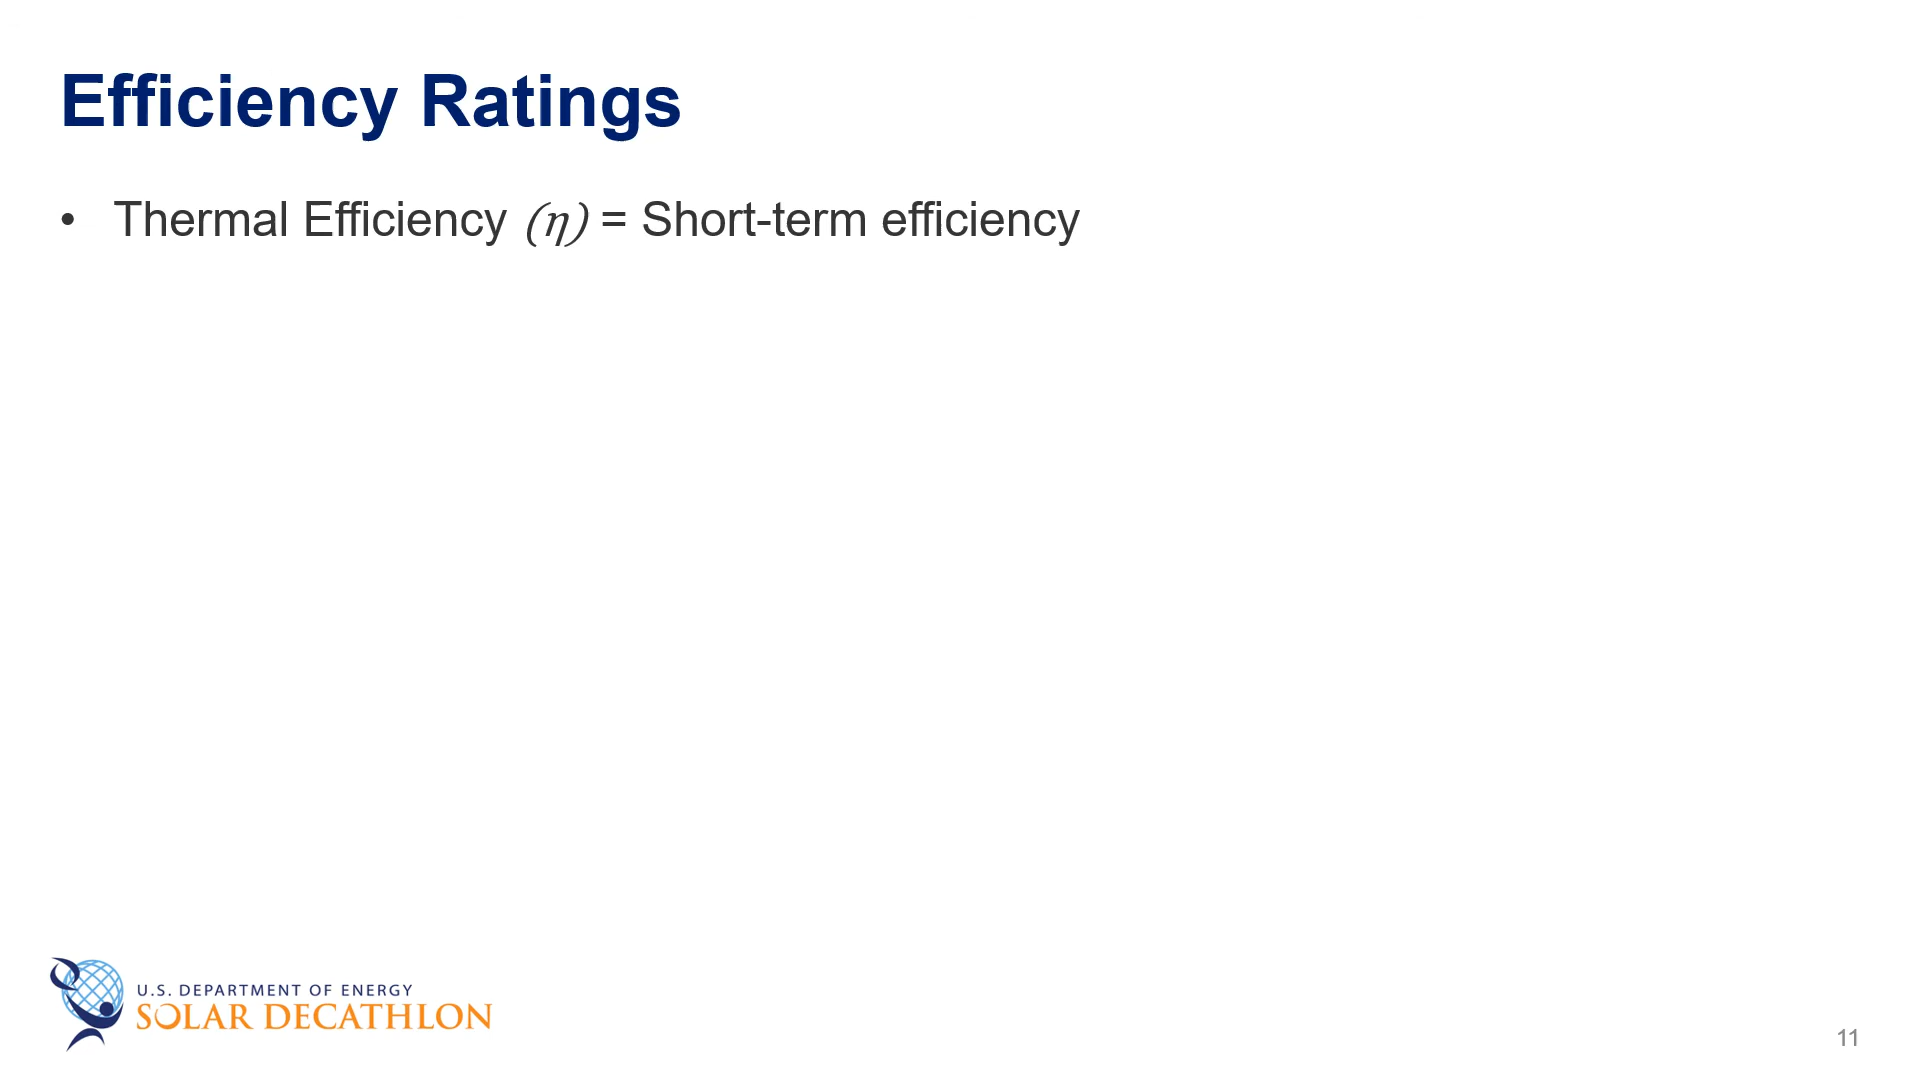 Efficiency Ratings
• Thermal Efficiency (η) = Short-term efficiency
U.S. DEPARTMENT OF ENERGY
SOLAR DECATHLON
11